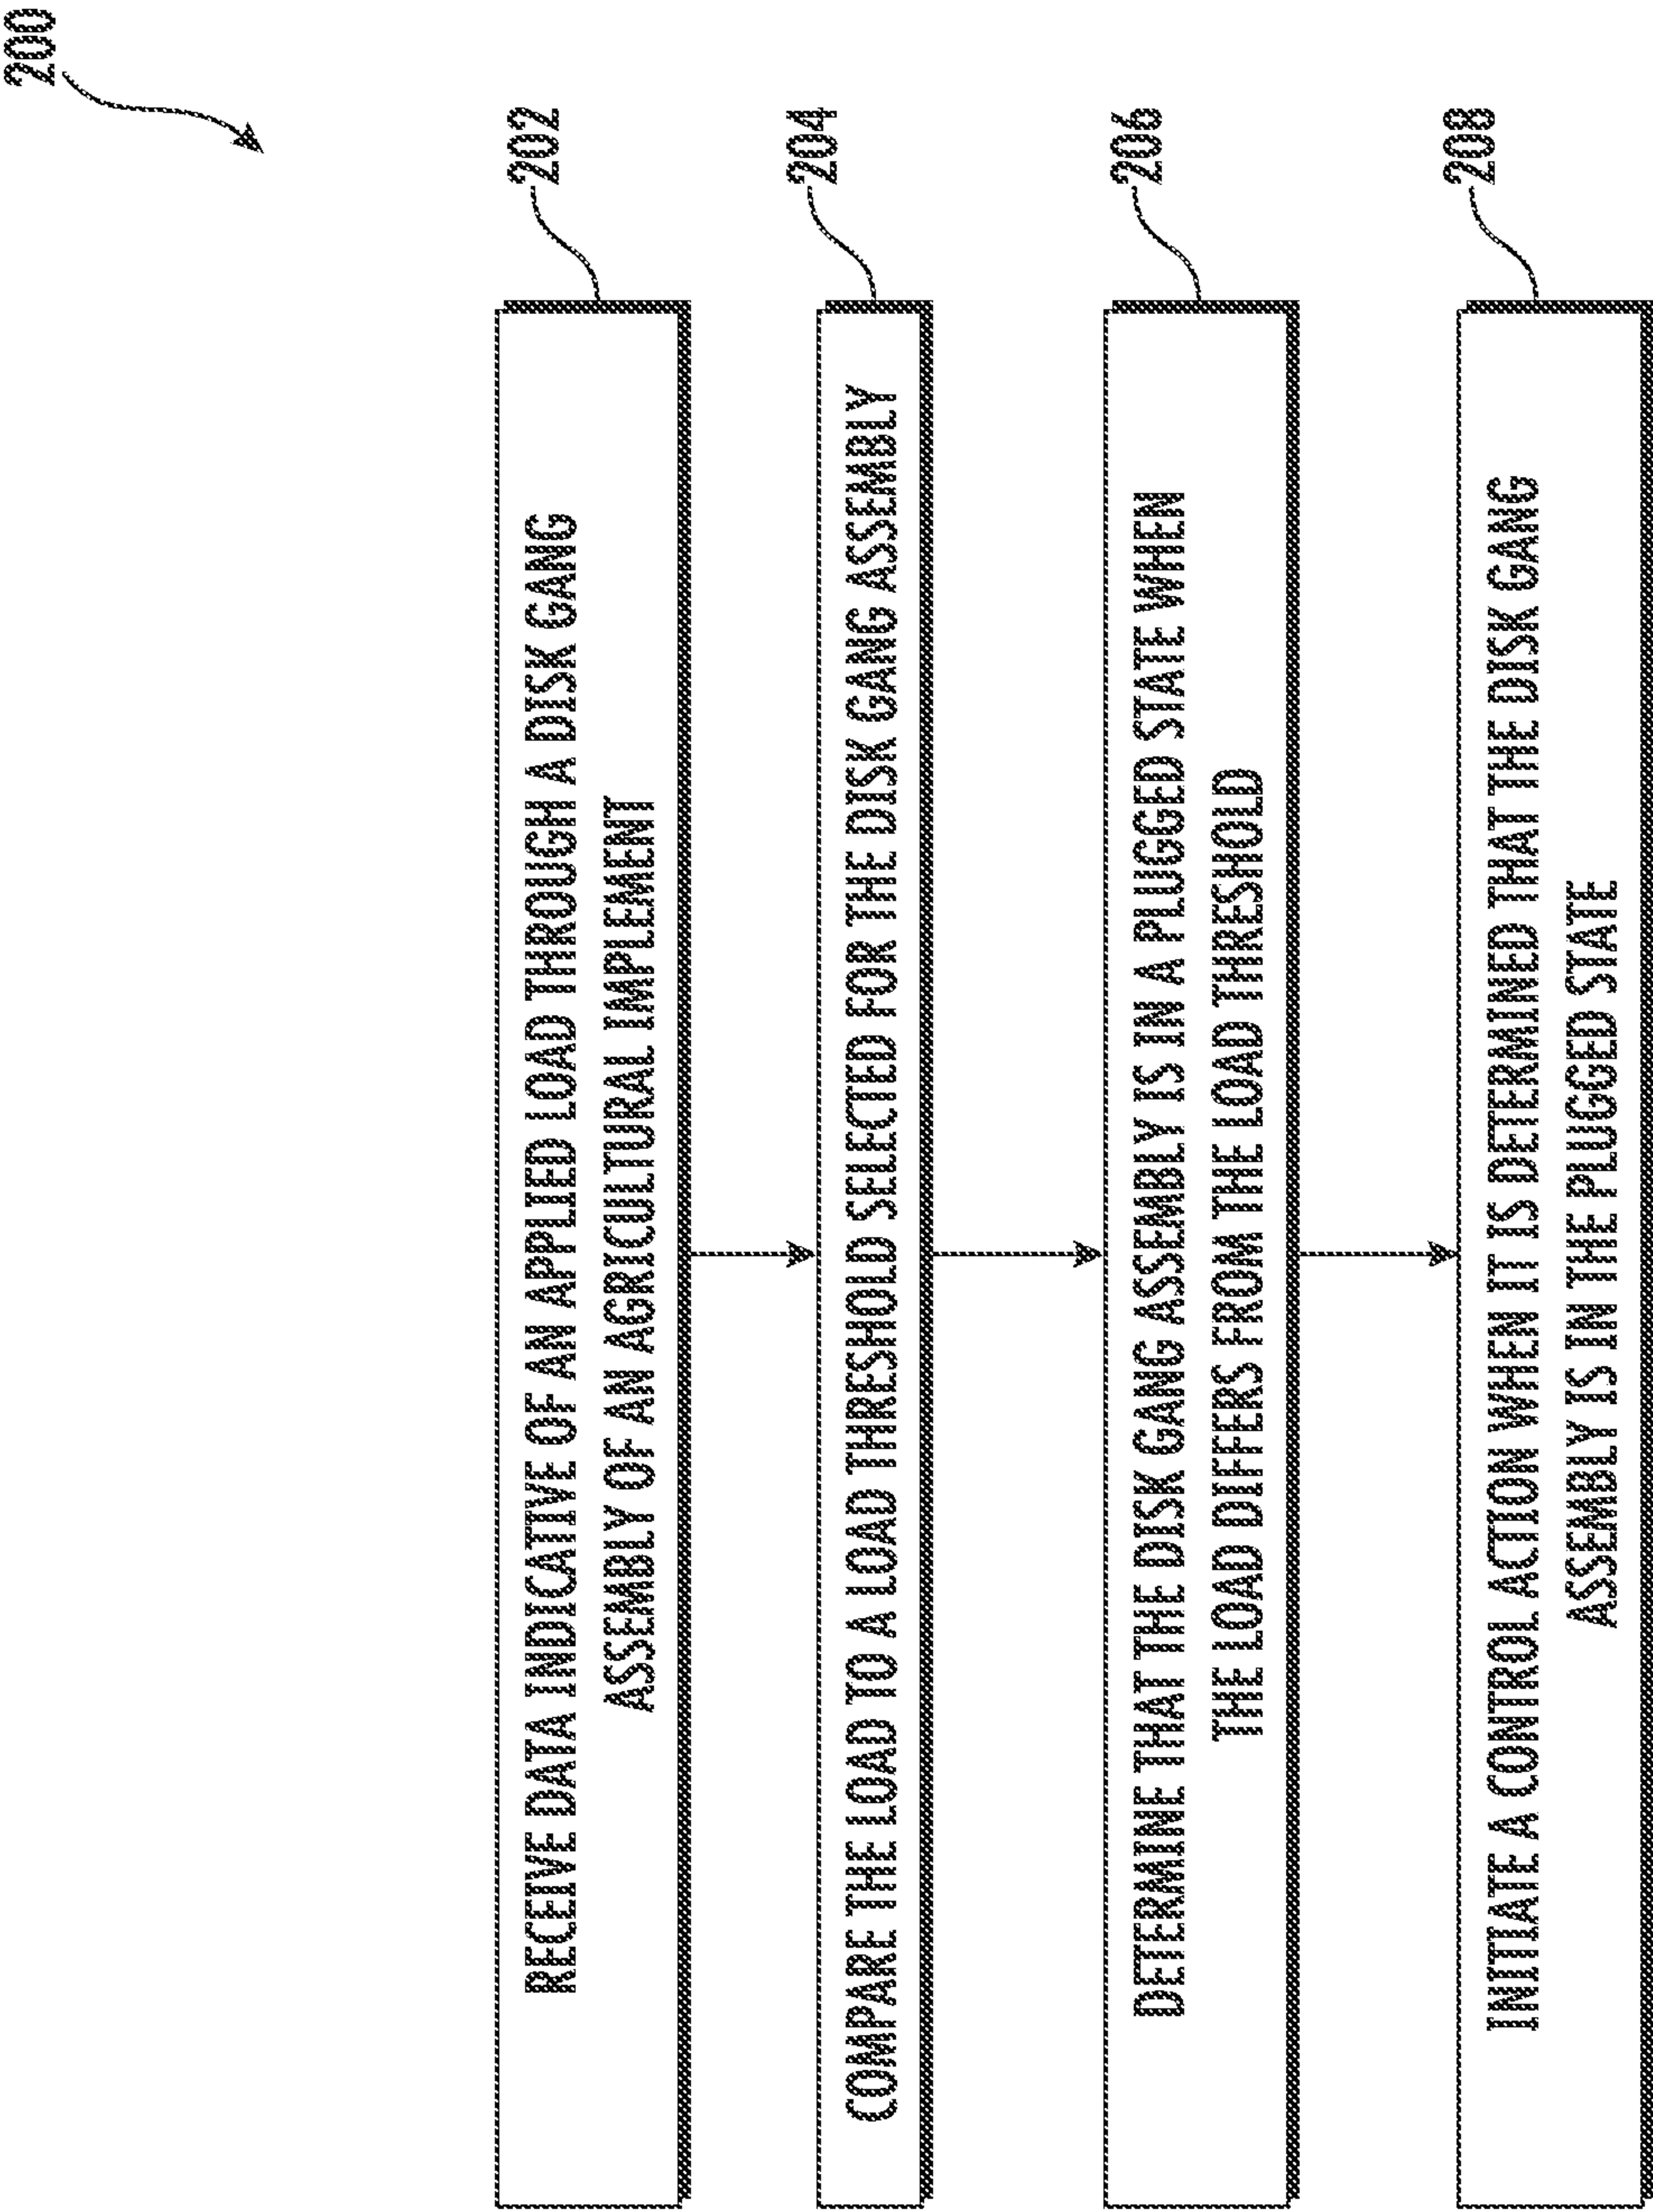 200
202
RECEIVE DATA INDICATIVE OF AN APPLIED LOAD THROUGH A DISK GANG
ASSEMBLY OF AN AGRICULTURAL IMPLEMENT
204
COMPARE THE LOAD TO A LOAD THRESHOLD SELECTED FOR THE DISK GANG ASSEMBLY
206
DETERMINE THAT THE DISK GANG ASSEMBLY IS IN A PLUGGED STATE WHEN
THE LOAD DIFFERS FROM THE LOAD THRESHOLD
208
INITIATE A CONTROL ACTION WHEN IT IS DETERMINED THAT THE DISK GANG
ASSEMBLY IS IN THE PLUGGED STATE